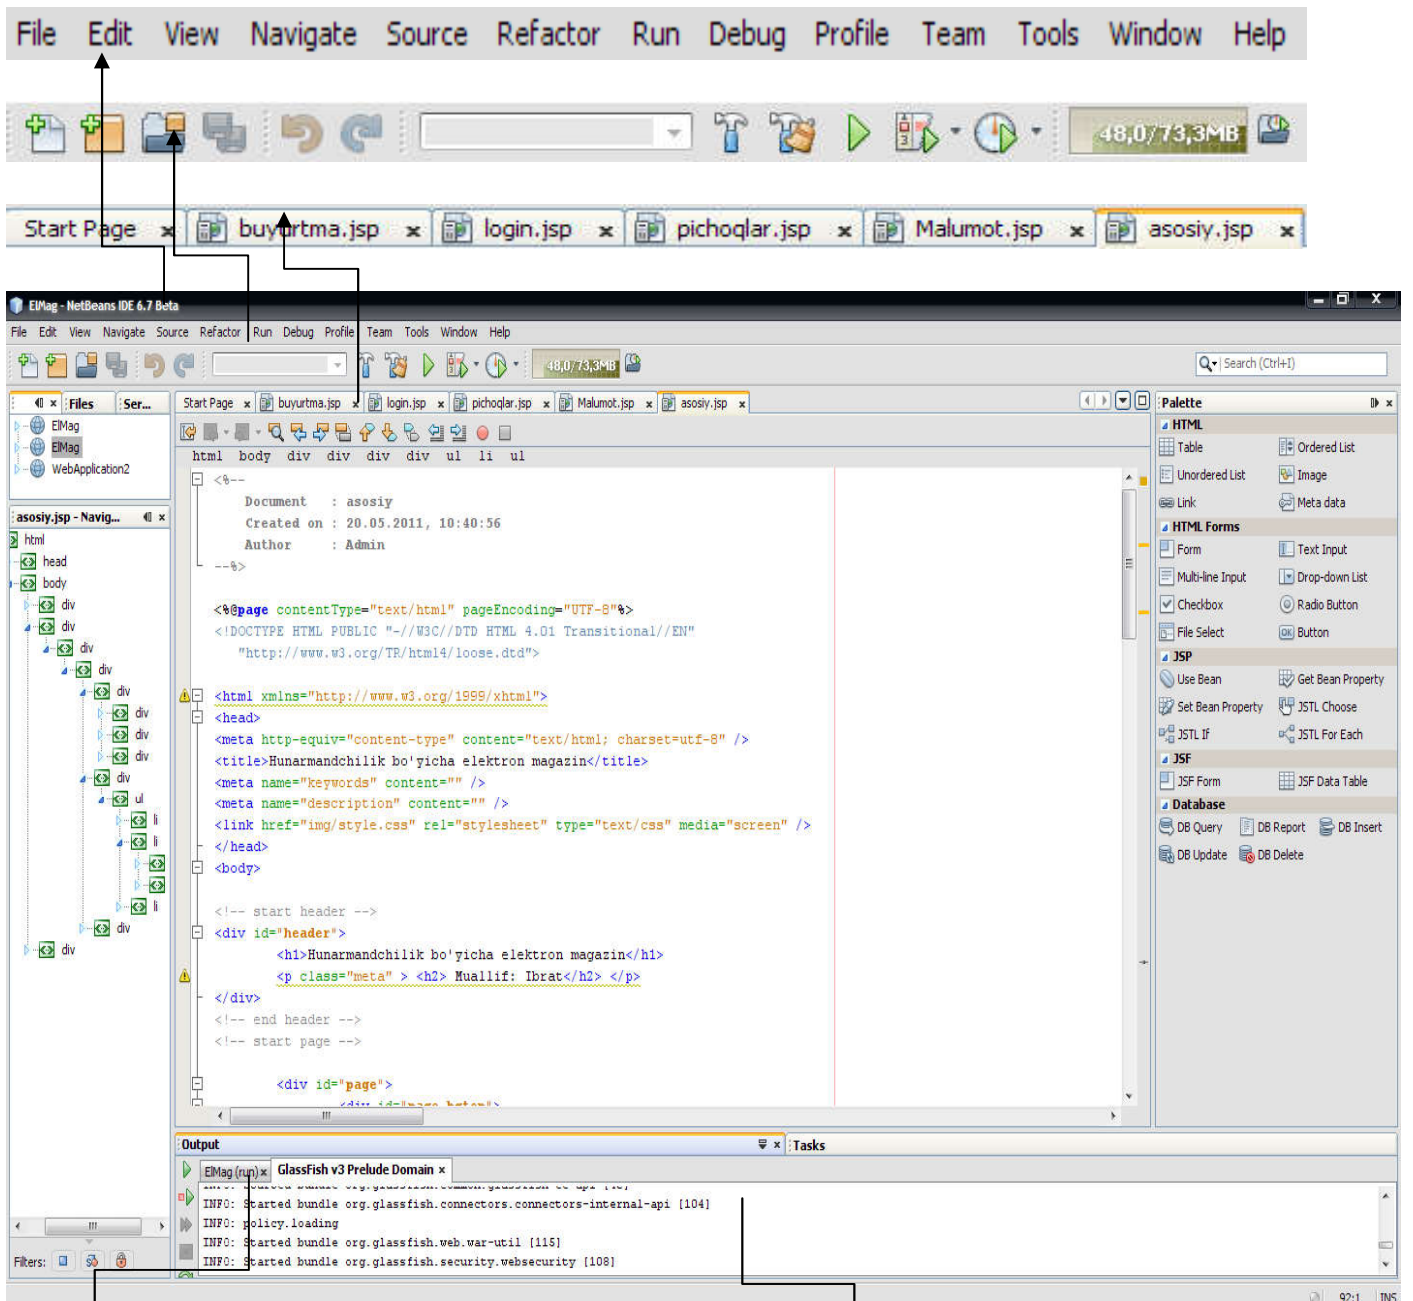 File Edit View Navigate Source Refactor Run Debug Profile Team Tools Window Help
48,0/73,3MB
Start Page x buyurtma.jsp x login.jsp x pichoqlar.jsp x Malumot.jsp x asosiy.jsp x
ElMag - NetBeans IDE 6.7 Beta
File Edit View Navigate Source Refactor Run Debug Profile Team Tools Window Help
48,0/73,3MB
Search (Ctrl+I)
Files Ser...
ElMag
ElMag
WebApplication2
asosiy.jsp - Navig...
html
head
body
div
div
div
div
div
div
div
div
div
ul
li
li
li
div
div
Filters:
Start Page x buyurtma.jsp x login.jsp x pichoqlar.jsp x Malumot.jsp x asosiy.jsp x
html body div div div div ul li ul
<%--
Document : asosiy
Created on : 20.05.2011, 10:40:56
Author : Admin
--%>
<%@page contentType="text/html" pageEncoding="UTF-8"%>
<!DOCTYPE HTML PUBLIC "-//W3C//DTD HTML 4.01 Transitional//EN"
"http://www.w3.org/TR/html4/loose.dtd">
<html xmlns="http://www.w3.org/1999/xhtml">
<head>
<meta http-equiv="content-type" content="text/html; charset=utf-8" />
<title>Hunarmandchilik bo'yicha elektron magazin</title>
<meta name="keywords" content="" />
<meta name="description" content="" />
<link href="img/style.css" rel="stylesheet" type="text/css" media="screen" />
</head>
<body>
<!-- start header -->
<div id="header">
<h1>Hunarmandchilik bo'yicha elektron magazin</h1>
<p class="meta" > <h2> Muallif: Ibrat</h2> </p>
</div>
<!-- end header -->
<!-- start page -->
<div id="page">
Palette
HTML
Table Ordered List
Unordered List Image
Link Meta data
HTML Forms
Form Text Input
Multi-line Input Drop-down List
Checkbox Radio Button
File Select Button
JSP
Use Bean Get Bean Property
Set Bean Property JSTL Choose
JSTL If JSTL For Each
JSF
JSF Form JSF Data Table
Database
DB Query DB Report DB Insert
DB Update DB Delete
Output Tasks
ElMag (run) x GlassFish v3 Prelude Domain x
INFO: Started bundle org.glassfish.connectors.connectors-internal-api [104]
INFO: policy.loading
INFO: Started bundle org.glassfish.web.war-util [115]
INFO: Started bundle org.glassfish.security.websecurity [108]
92:1 INS